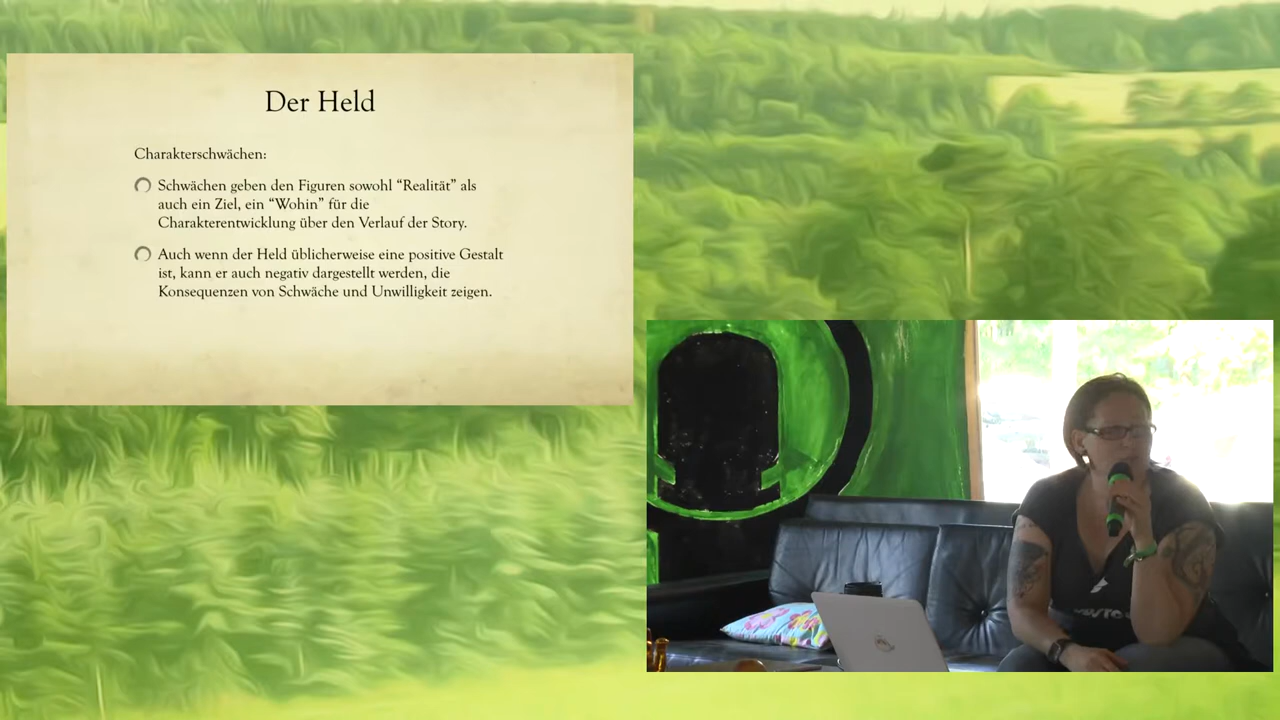 Der Held
Charakterschwächen:
Schwächen geben den Figuren sowohl “Realität” als
auch ein Ziel, ein “Wohin” für die
Charakterentwicklung über den Verlauf der Story.
Auch wenn der Held üblicherweise eine positive Gestalt
ist, kann er auch negativ dargestellt werden, die
Konsequenzen von Schwäche und Unwilligkeit zeigen.